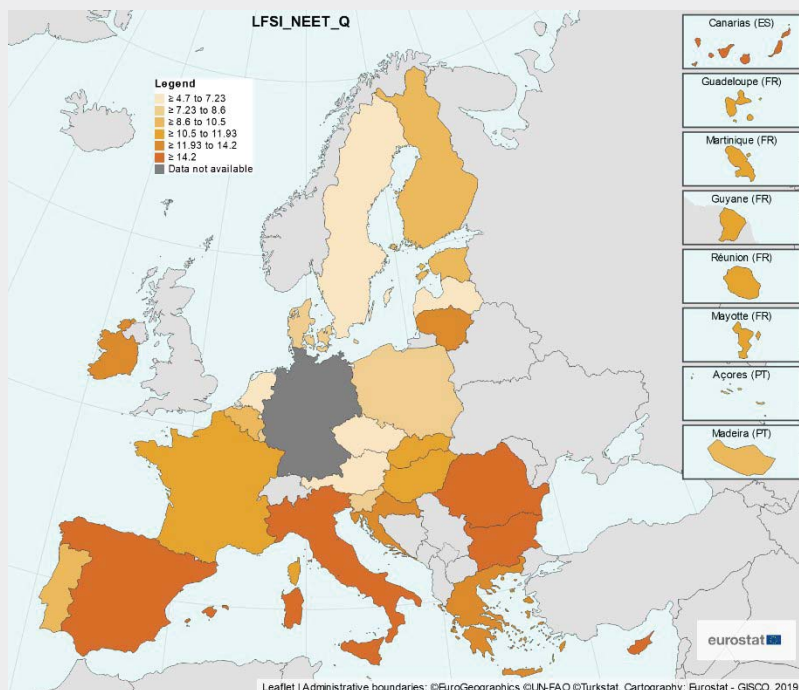 LFSI_NEET_Q
Legend
≥ 4.7 to 7.23
≥ 7.23 to 8.6
≥ 8.6 to 10.5
≥ 10.5 to 11.93
≥ 11.93 to 14.2
≥ 14.2
Data not available
Canarias (ES)
Guadeloupe (FR)
Martinique (FR)
Guyane (FR)
Réunion (FR)
Mayotte (FR)
Açores (PT)
Madeira (PT)
eurostat
Leaflet | Administrative boundaries: ©EuroGeographics ©UN-FAO ©Turkstat, Cartography: Eurostat - GISCO, 2019